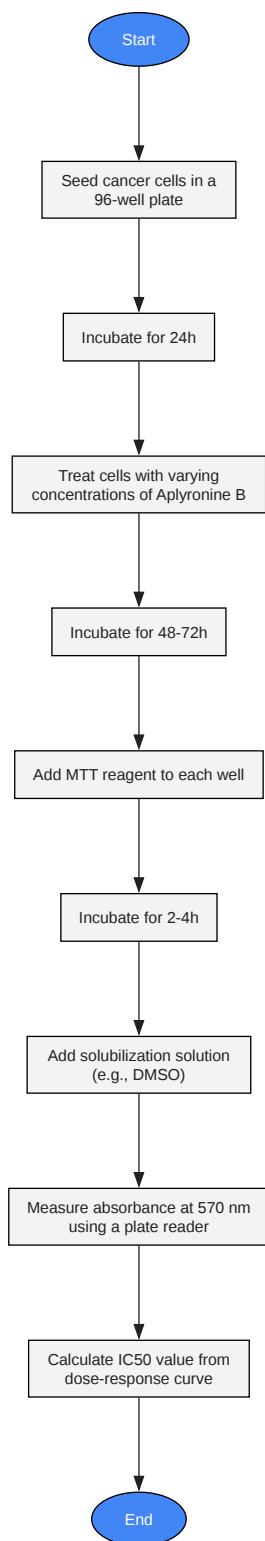 Start
Seed cancer cells in a
96-well plate
Incubate for 24h
Treat cells with varying
concentrations of Aplyronine B
Incubate for 48-72h
Add MTT reagent to each well
Incubate for 2-4h
Add solubilization solution
(e.g., DMSO)
Measure absorbance at 570 nm
using a plate reader
Calculate IC50 value from
dose-response curve
End